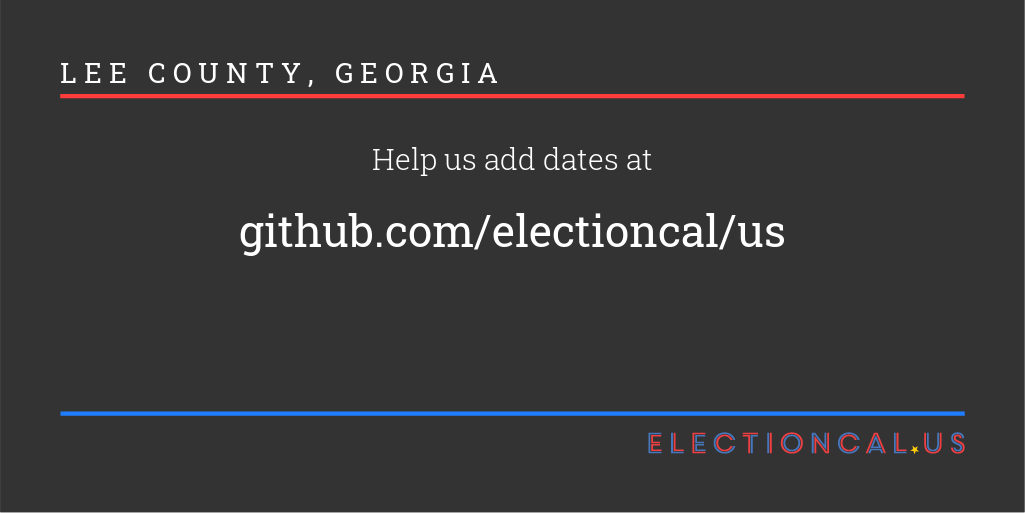 LEE COUNTY, GEORGIA
Help us add dates at
github.com/electioncal/us
ELECTIONCAL.US